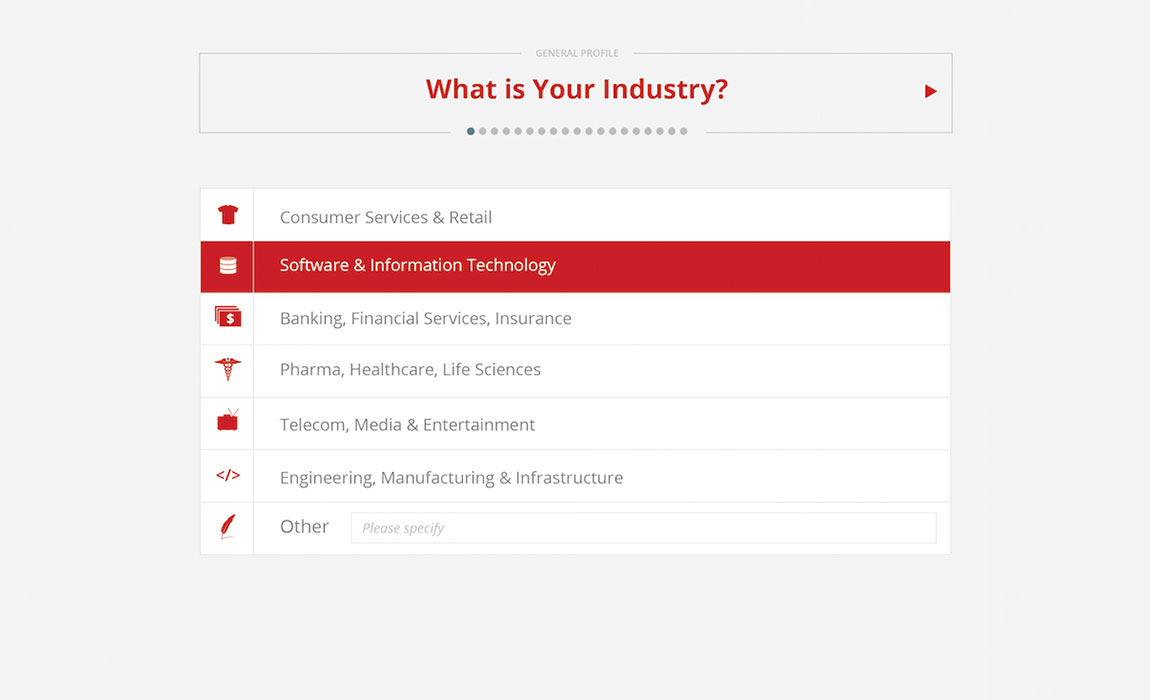 GENERAL PROFILE
What is Your Industry?
Consumer Services & Retail
Software & Information Technology
$
Banking, Financial Services, Insurance
Pharma, Healthcare, Life Sciences
Telecom, Media & Entertainment
</>
Engineering, Manufacturing & Infrastructure
Other
Please specify